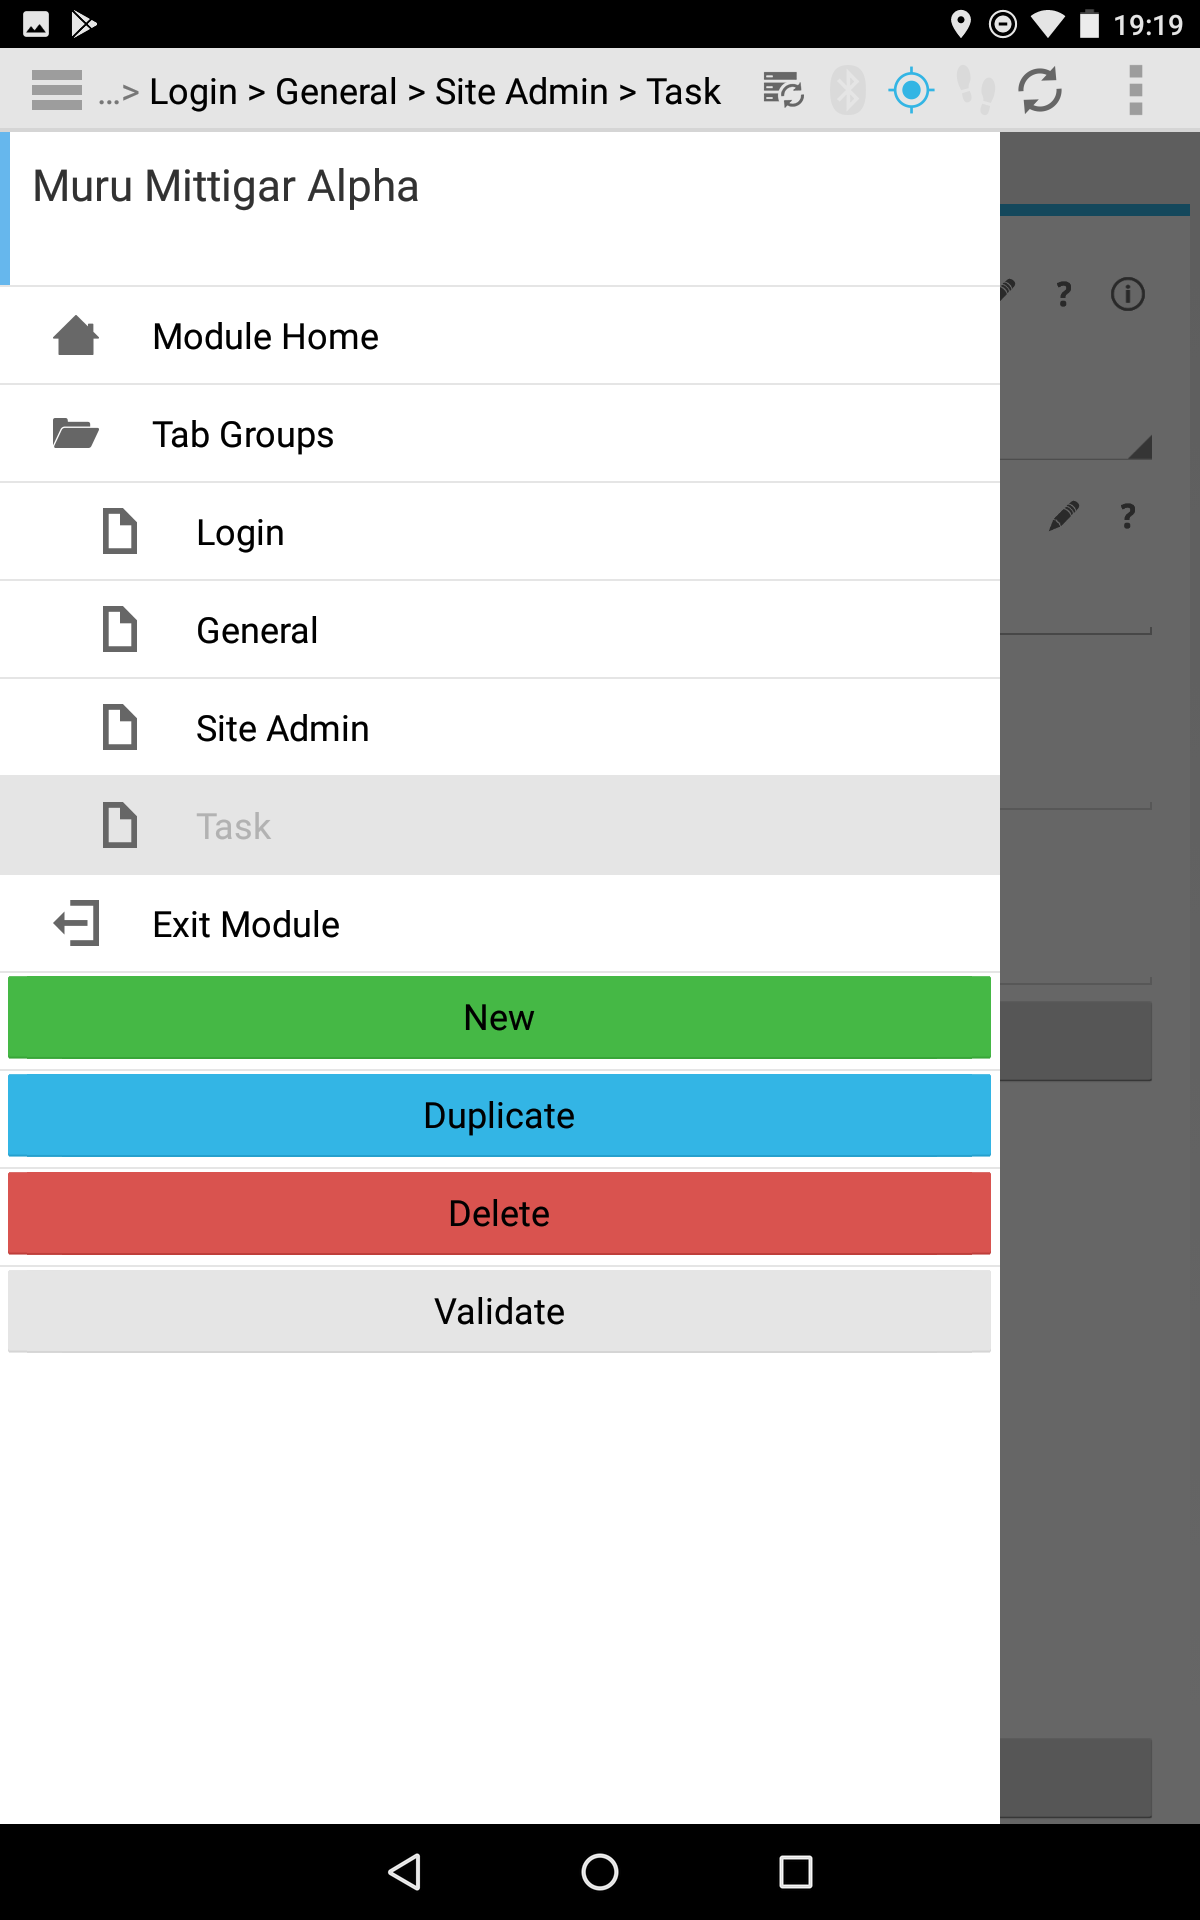 19:19
...> Login > General > Site Admin > Task
Muru Mittigar Alpha
?
Module Home
Tab Groups
?
Login
General
Site Admin
Task
Exit Module
New
Duplicate
Delete
Validate